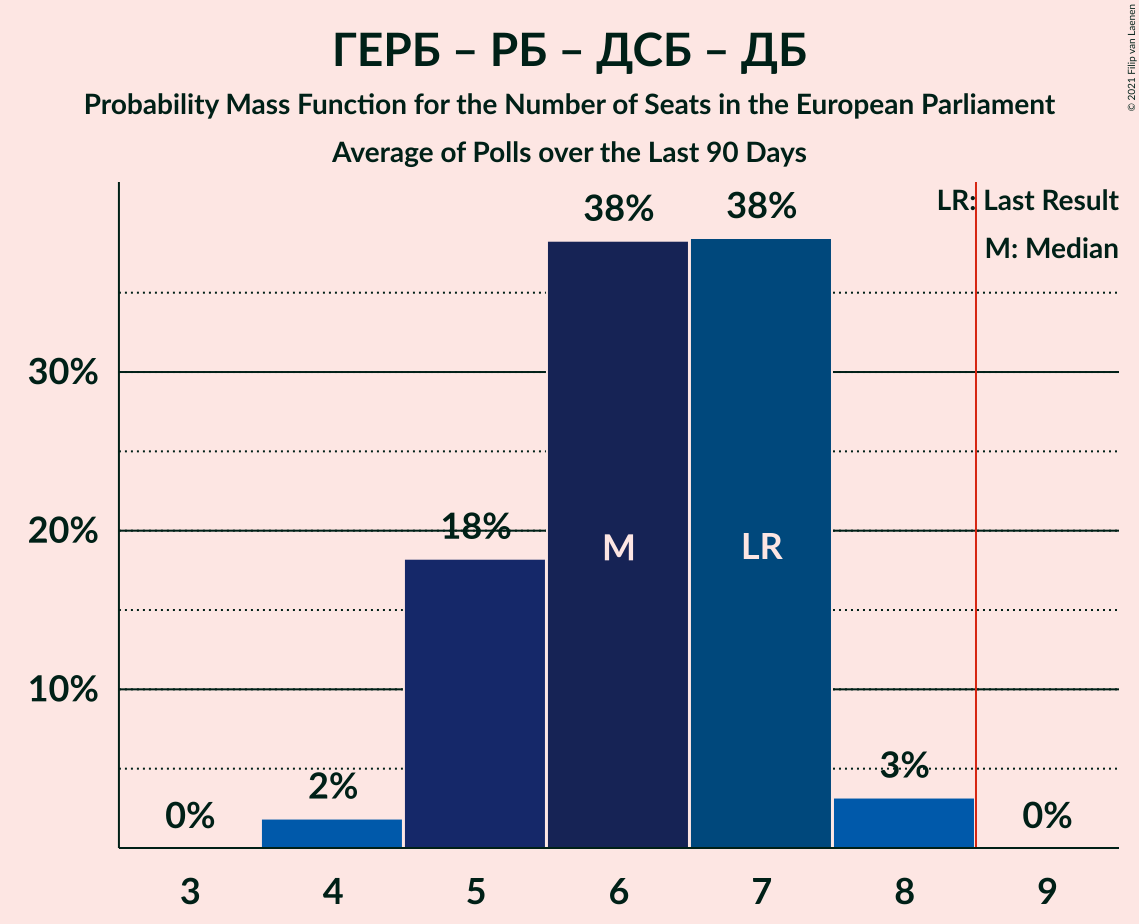 ГЕРБ – РБ – ДСБ – ДБ
Probability Mass Function for the Number of Seats in the European Parliament
Average of Polls over the Last 90 Days
© 2021 Filip van Laenen
LR: Last Result
M: Median
38%
38%
30%
20%
18%
M
LR
10%
3%
2%
0%
0%
3
4
5
6
7
8
9